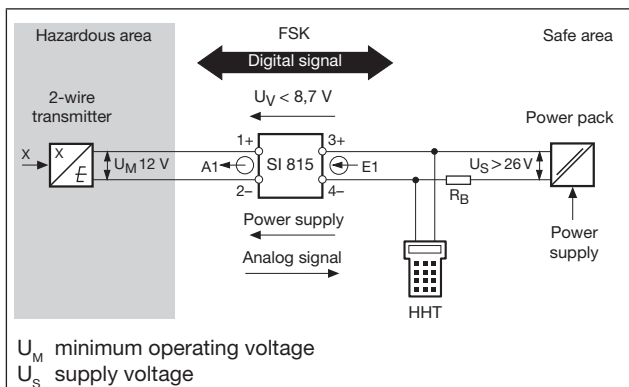 Hazardous area
FSK
Safe area
Digital signal
2-wire
transmitter
U_V < 8,7 V
Power pack
1+
3+
x
x
E
U_M 12 V
A1
SI 815
E1
U_S > 26 V
2–
4–
R_B
Power supply
Analog signal
Power
supply
HHT
U_M minimum operating voltage
U_S supply voltage